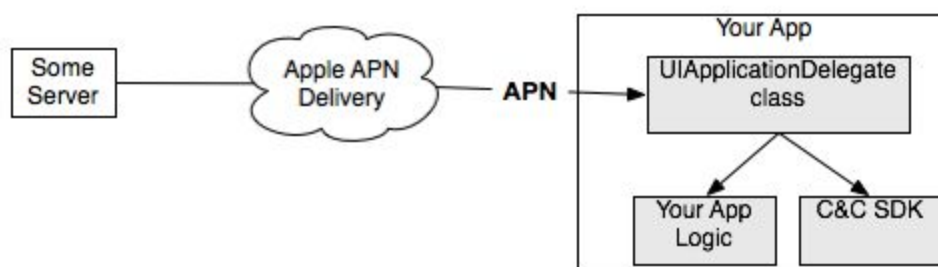 Your App
Some
Server
Apple APN
Delivery
APN
UIApplicationDelegate
class
Your App
Logic
C&C SDK